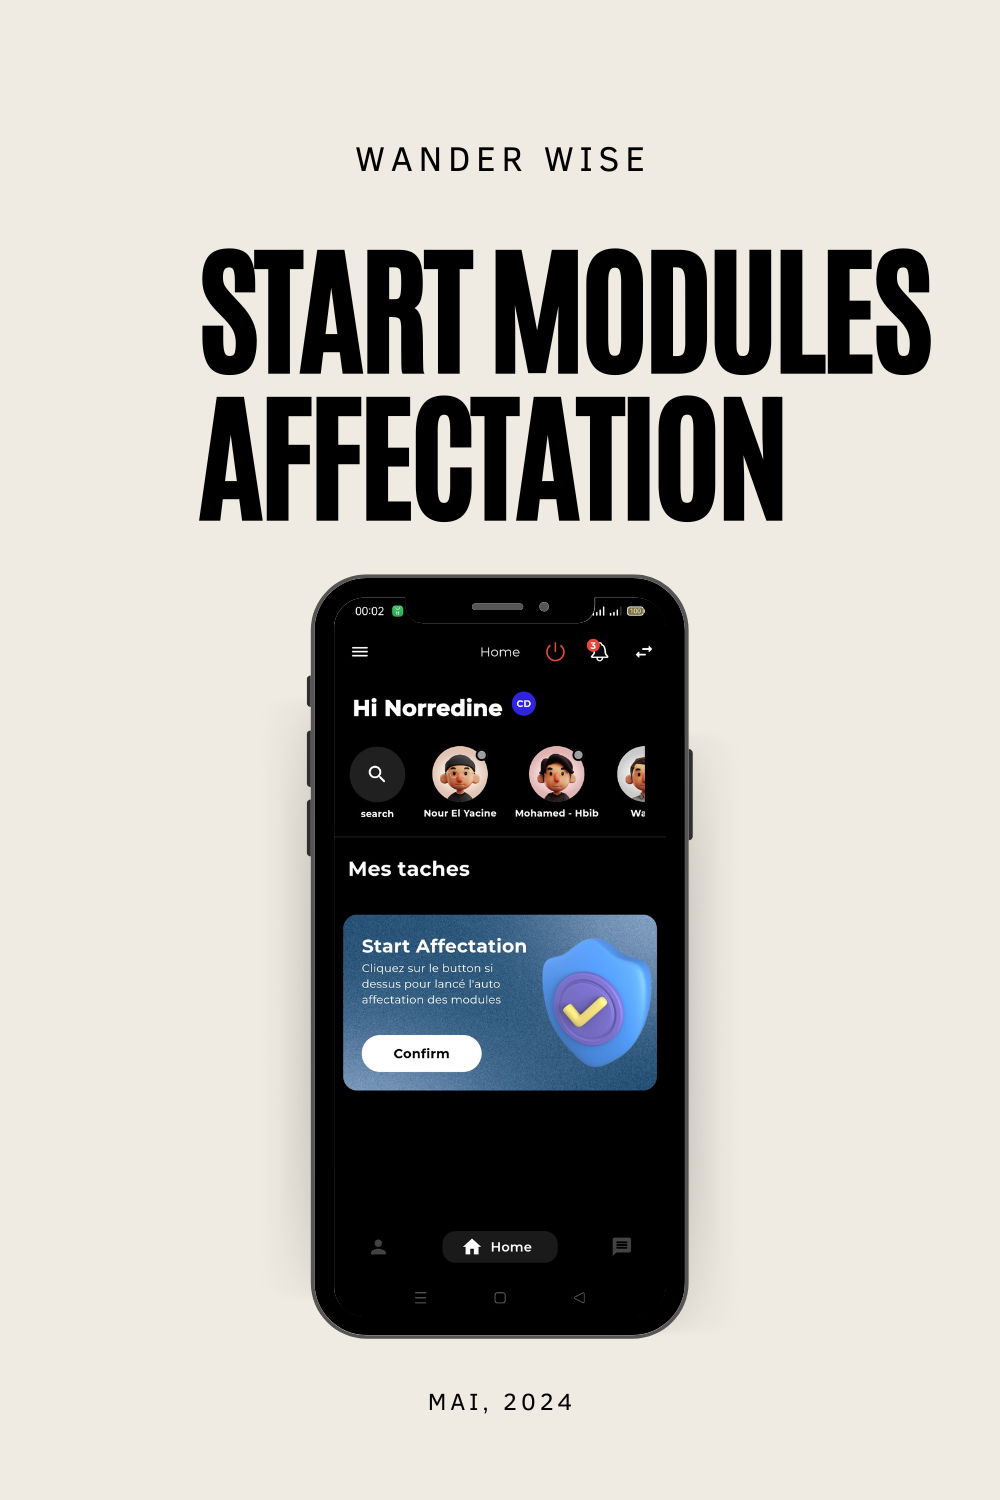 WANDER WISE
START MODULES
AFFECTATION
00:02
100
Home
3
Hi Norredine
CD
search
Nour El Yacine
Mohamed - Hbib
Wa
Mes taches
Start Affectation
Cliquez sur le button si
dessus pour lancé l'auto
affectation des modules
Confirm
Home
MAI, 2024